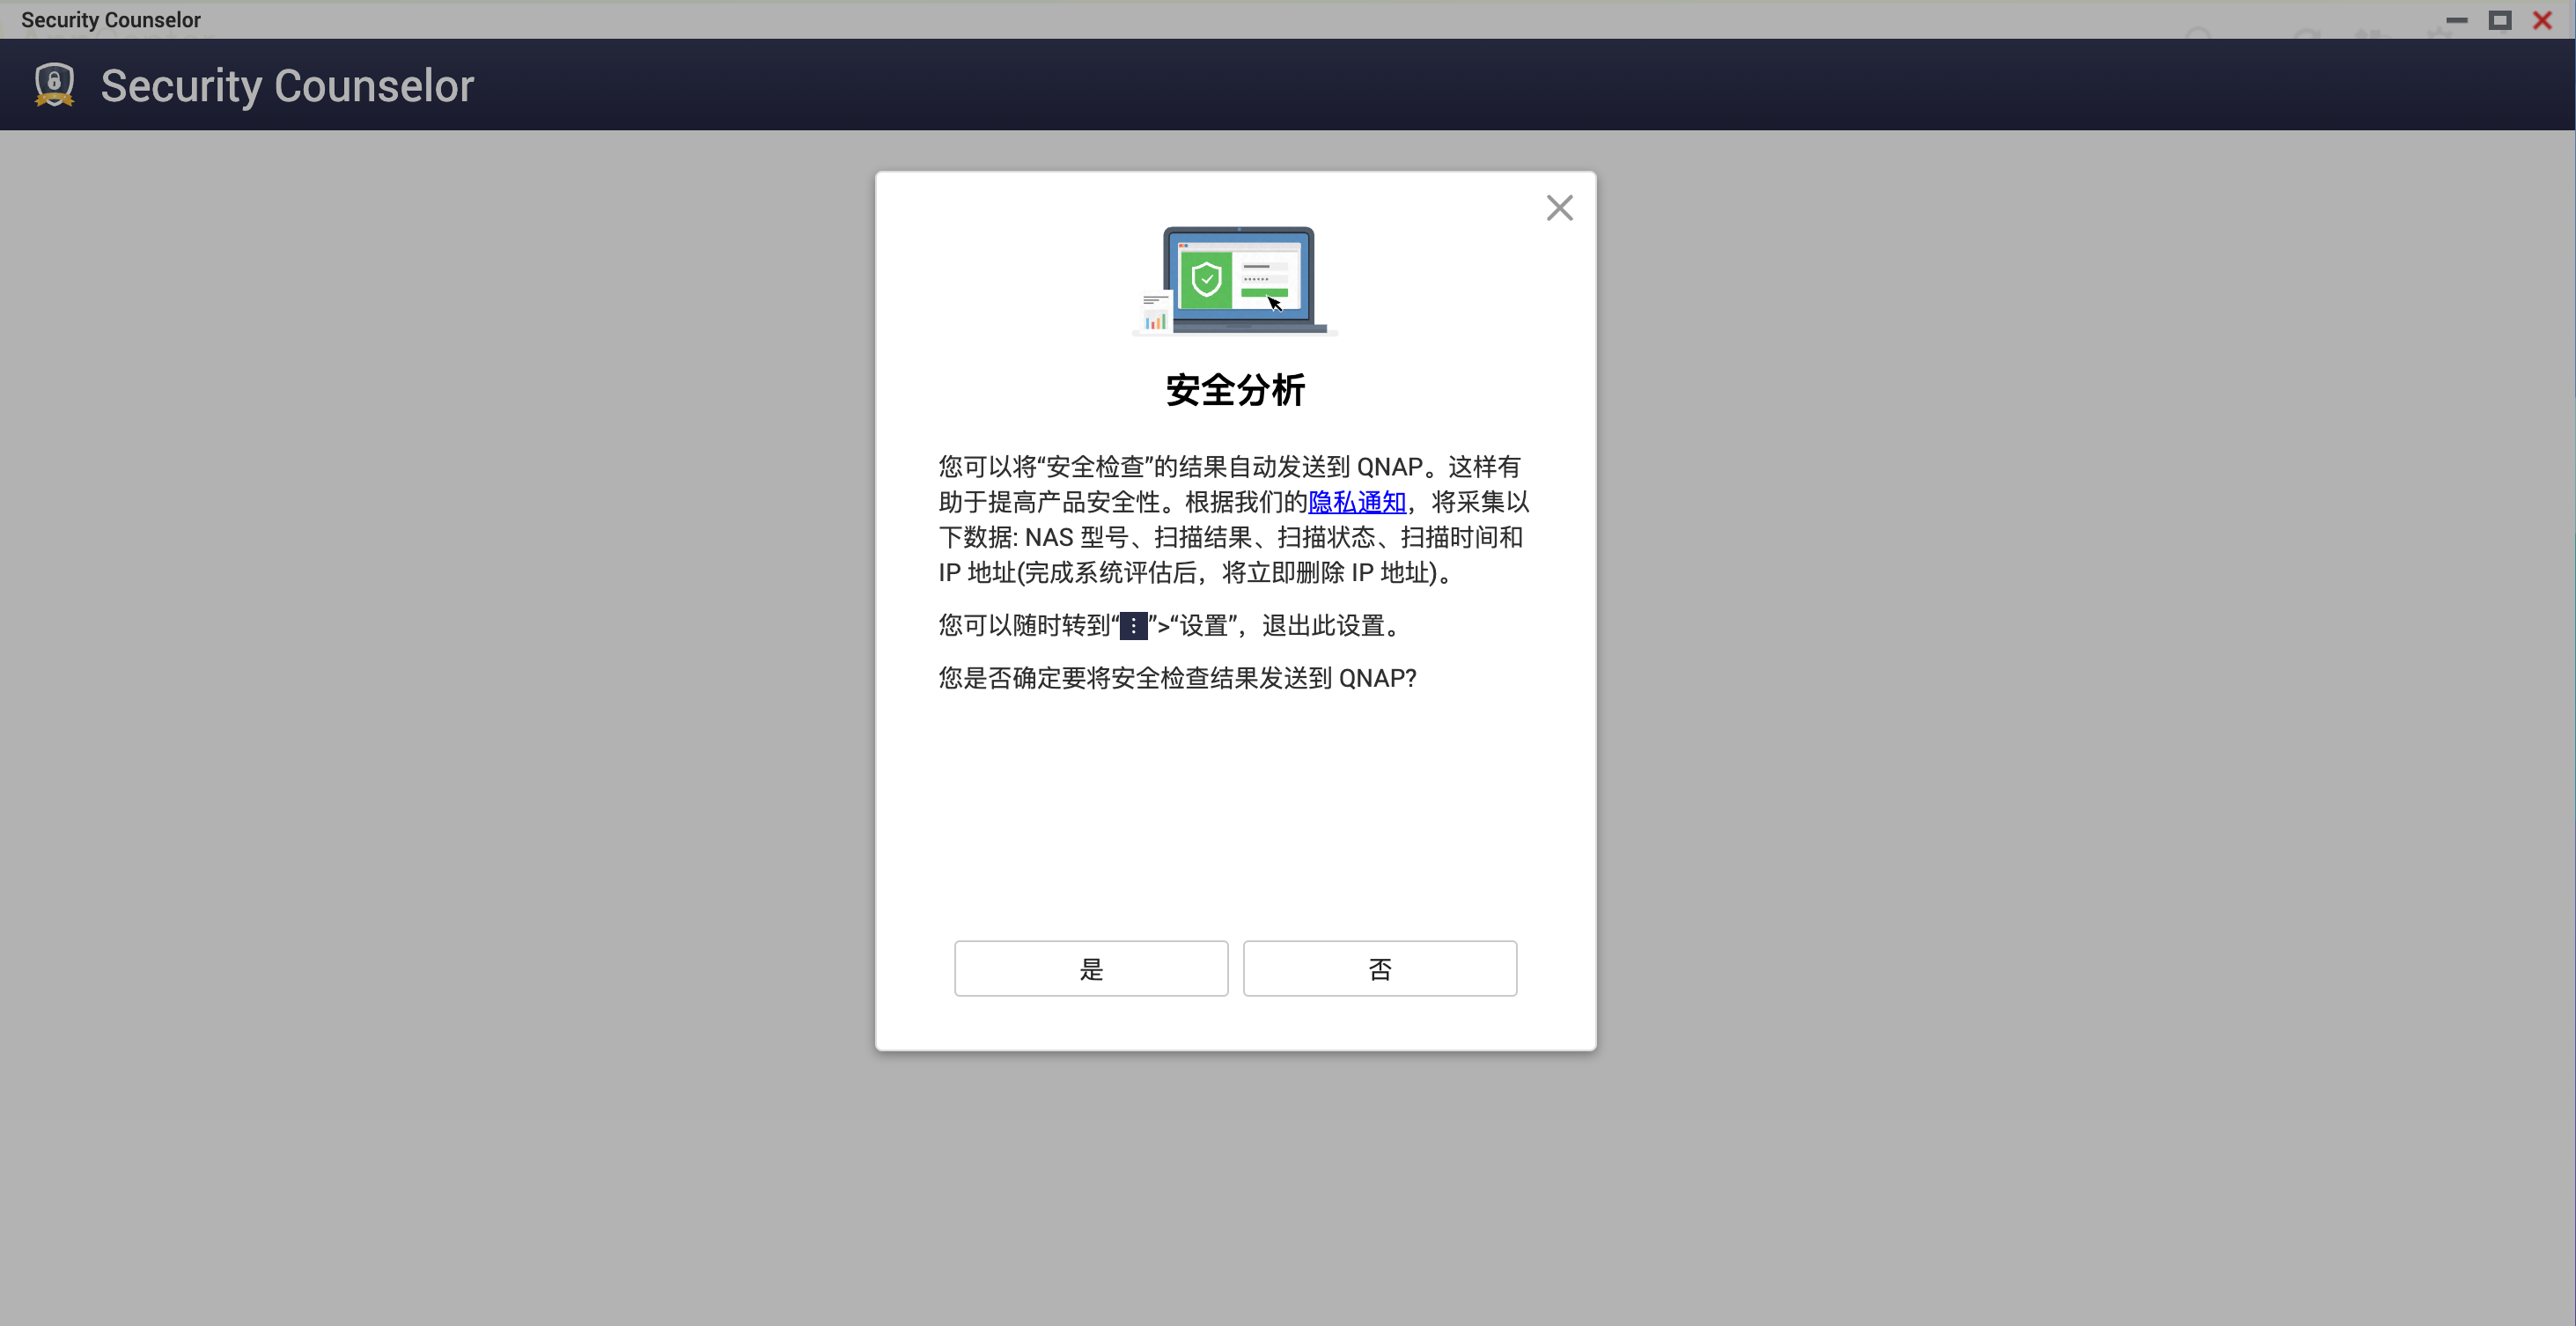 Security Counselor
Security Counselor
安全分析
您可以将“安全检查”的结果自动发送到 QNAP。这样有
助于提高产品安全性。根据我们的隐私通知，将采集以
下数据: NAS 型号、扫描结果、扫描状态、扫描时间和
IP 地址(完成系统评估后，将立即删除 IP 地址)。
您可以随时转到“⋮”>“设置”，退出此设置。
您是否确定要将安全检查结果发送到 QNAP?
是
否